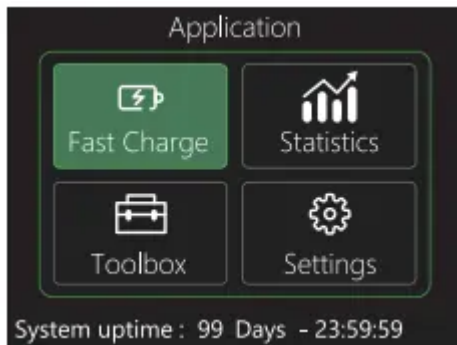 Application
Fast Charge
Statistics
Toolbox
Settings
System uptime : 99 Days - 23:59:59